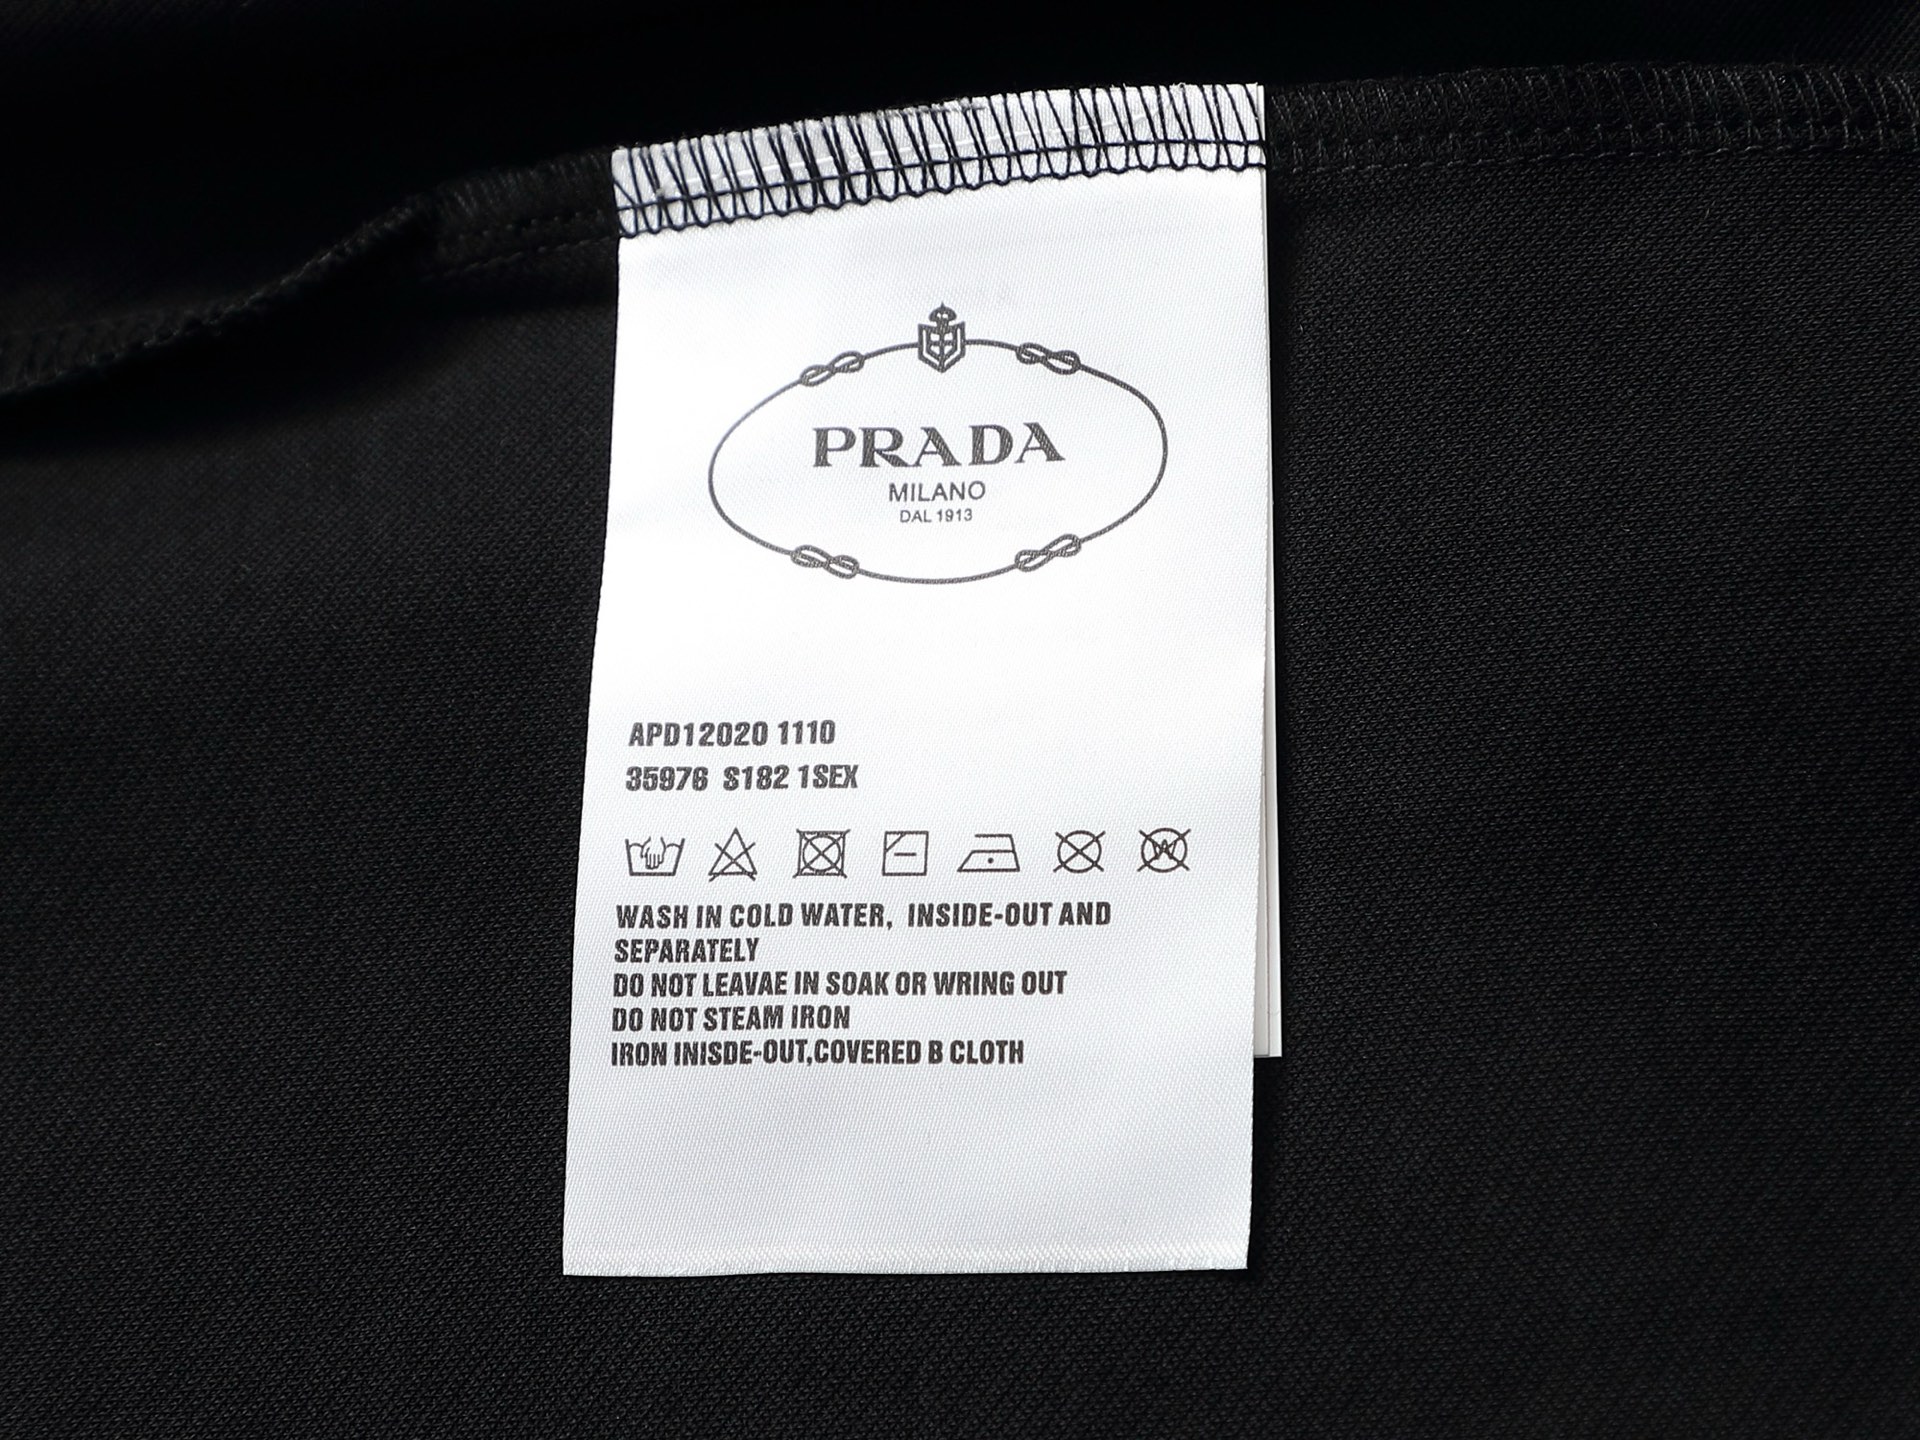 PRADA
MILANO
DAL 1913
APD12020 1110
35976 S182 1SEX
W
WASH IN COLD WATER, INSIDE-OUT AND
SEPARATELY
DO NOT LEAVAE IN SOAK OR WRING OUT
DO NOT STEAM IRON
IRON INISDE-OUT,COVERED B CLOTH